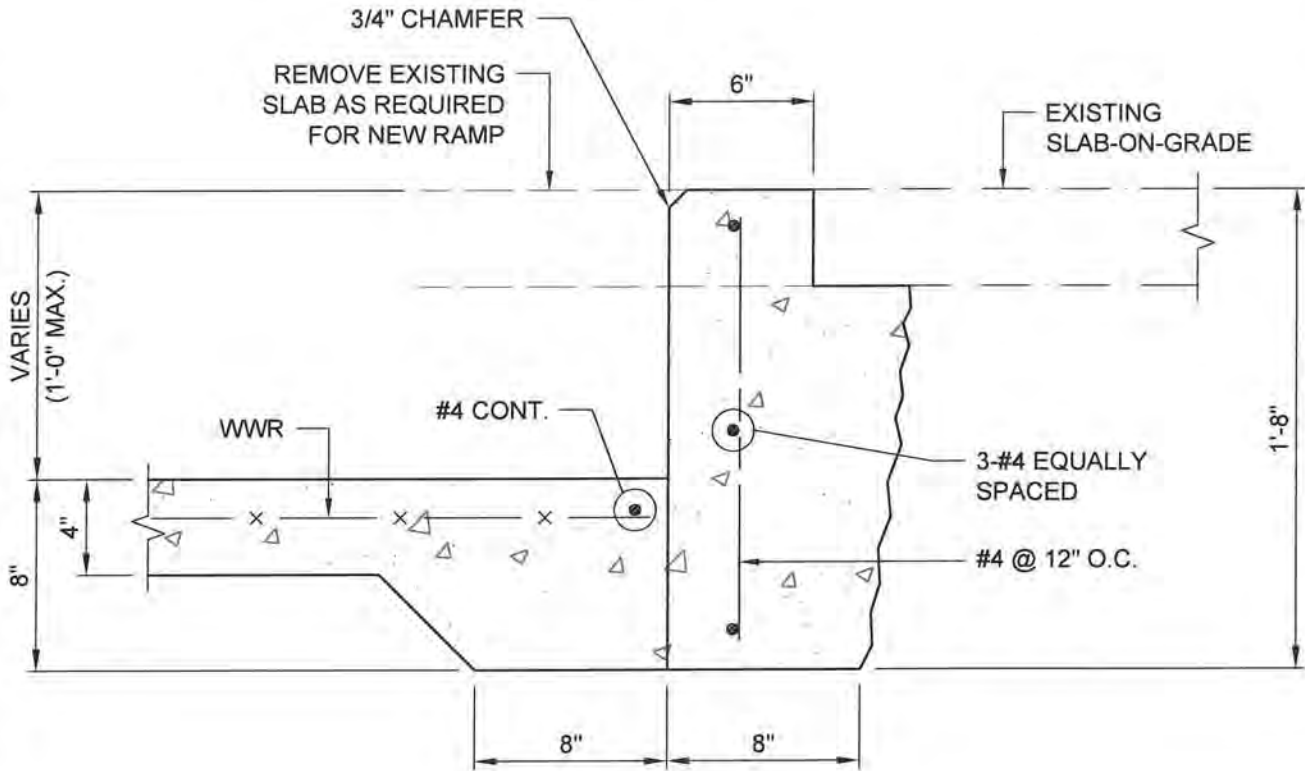 3/4" CHAMFER
REMOVE EXISTING
SLAB AS REQUIRED
FOR NEW RAMP
6"
EXISTING
SLAB-ON-GRADE
VARIES
(1'-0" MAX.)
#4 CONT.
WWR
3-#4 EQUALLY
SPACED
1'-8"
4"
8"
#4 @ 12" O.C.
8"
8"